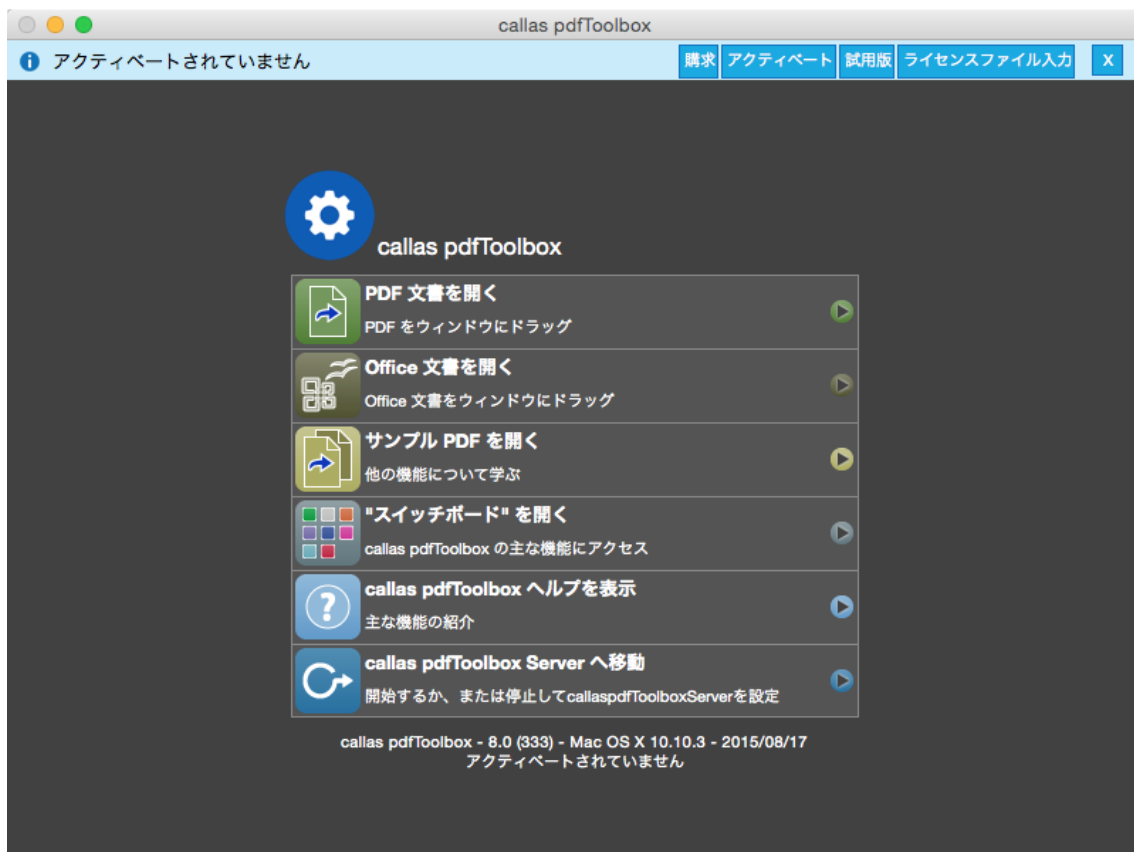 callas pdfToolbox
アクティベートされていません
購求 アクティベート 試用版 ライセンスファイル入力 X
callas pdfToolbox
PDF 文書を開く
PDF をウィンドウにドラッグ
Office 文書を開く
Office 文書をウィンドウにドラッグ
サンプル PDF を開く
他の機能について学ぶ
"スイッチボード" を開く
callas pdfToolbox の主な機能にアクセス
callas pdfToolbox ヘルプを表示
主な機能の紹介
callas pdfToolbox Server へ移動
開始するか、または停止してcallaspdfToolboxServerを設定
callas pdfToolbox - 8.0 (333) - Mac OS X 10.10.3 - 2015/08/17
アクティベートされていません